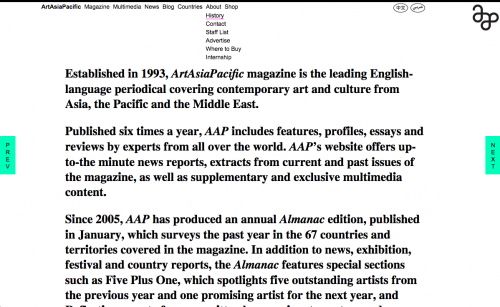 ArtAsiaPacific Magazine Multimedia News Blog Countries About Shop
History
Contact
Staff List
Advertise
Where to Buy
Internship
中文
عربي
aap
Established in 1993, ArtAsiaPacific magazine is the leading English-
language periodical covering contemporary art and culture from
Asia, the Pacific and the Middle East.
Published six times a year, AAP includes features, profiles, essays and
reviews by experts from all over the world. AAP's website offers up-
to-the minute news reports, extracts from current and past issues of
the magazine, as well as supplementary and exclusive multimedia
content.
PREV
NEXT
Since 2005, AAP has produced an annual Almanac edition, published
in January, which surveys the past year in the 67 countries and
territories covered in the magazine. In addition to news, exhibition,
festival and country reports, the Almanac features special sections
such as Five Plus One, which spotlights five outstanding artists from
the previous year and one promising artist for the next year, and